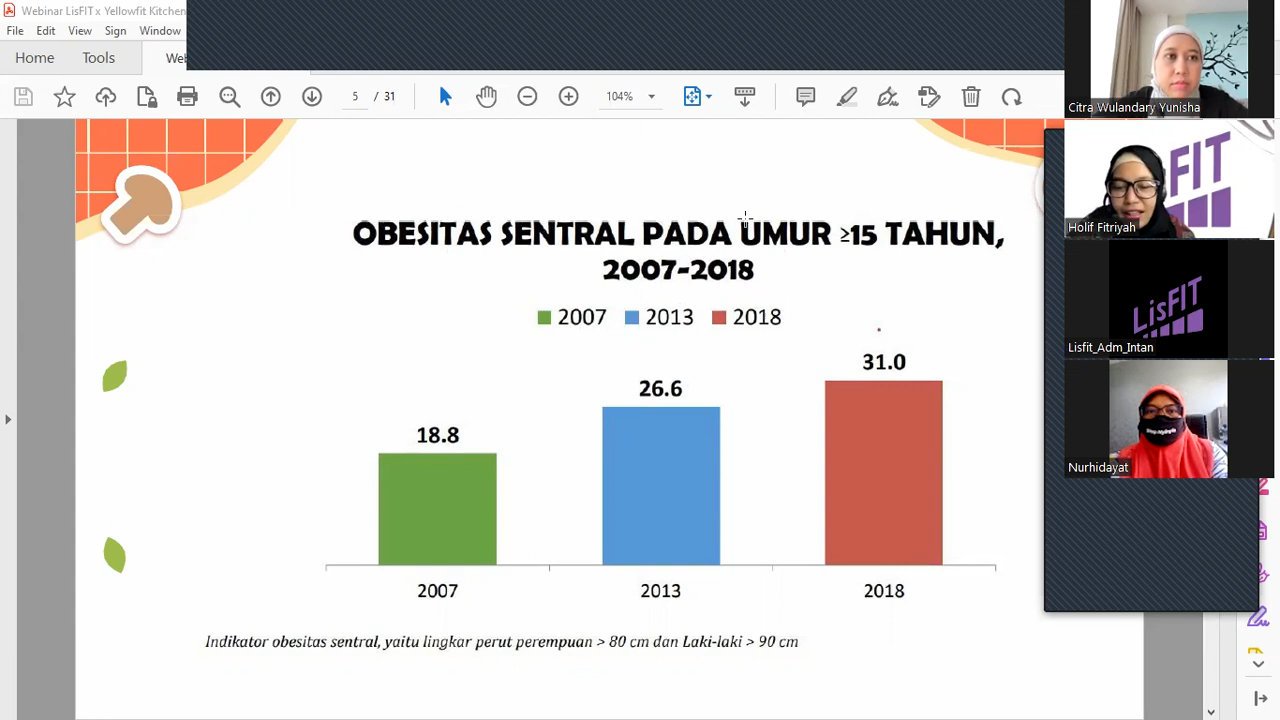 Webinar LisFIT x Yellowfit Kitchen
File Edit View Sign Window
Home Tools Web
5 / 31 104%
OBESITAS SENTRAL PADA UMUR ≥15 TAHUN,
2007-2018
2007 2013 2018
18.8
26.6
31.0
2007 2013 2018
Indikator obesitas sentral, yaitu lingkar perut perempuan > 80 cm dan Laki-laki > 90 cm
Citra Wulandary Yunisha
FIT
Holif Fitriyah
LisFIT
Lisfit_Adm_Intan
Nurhidayat